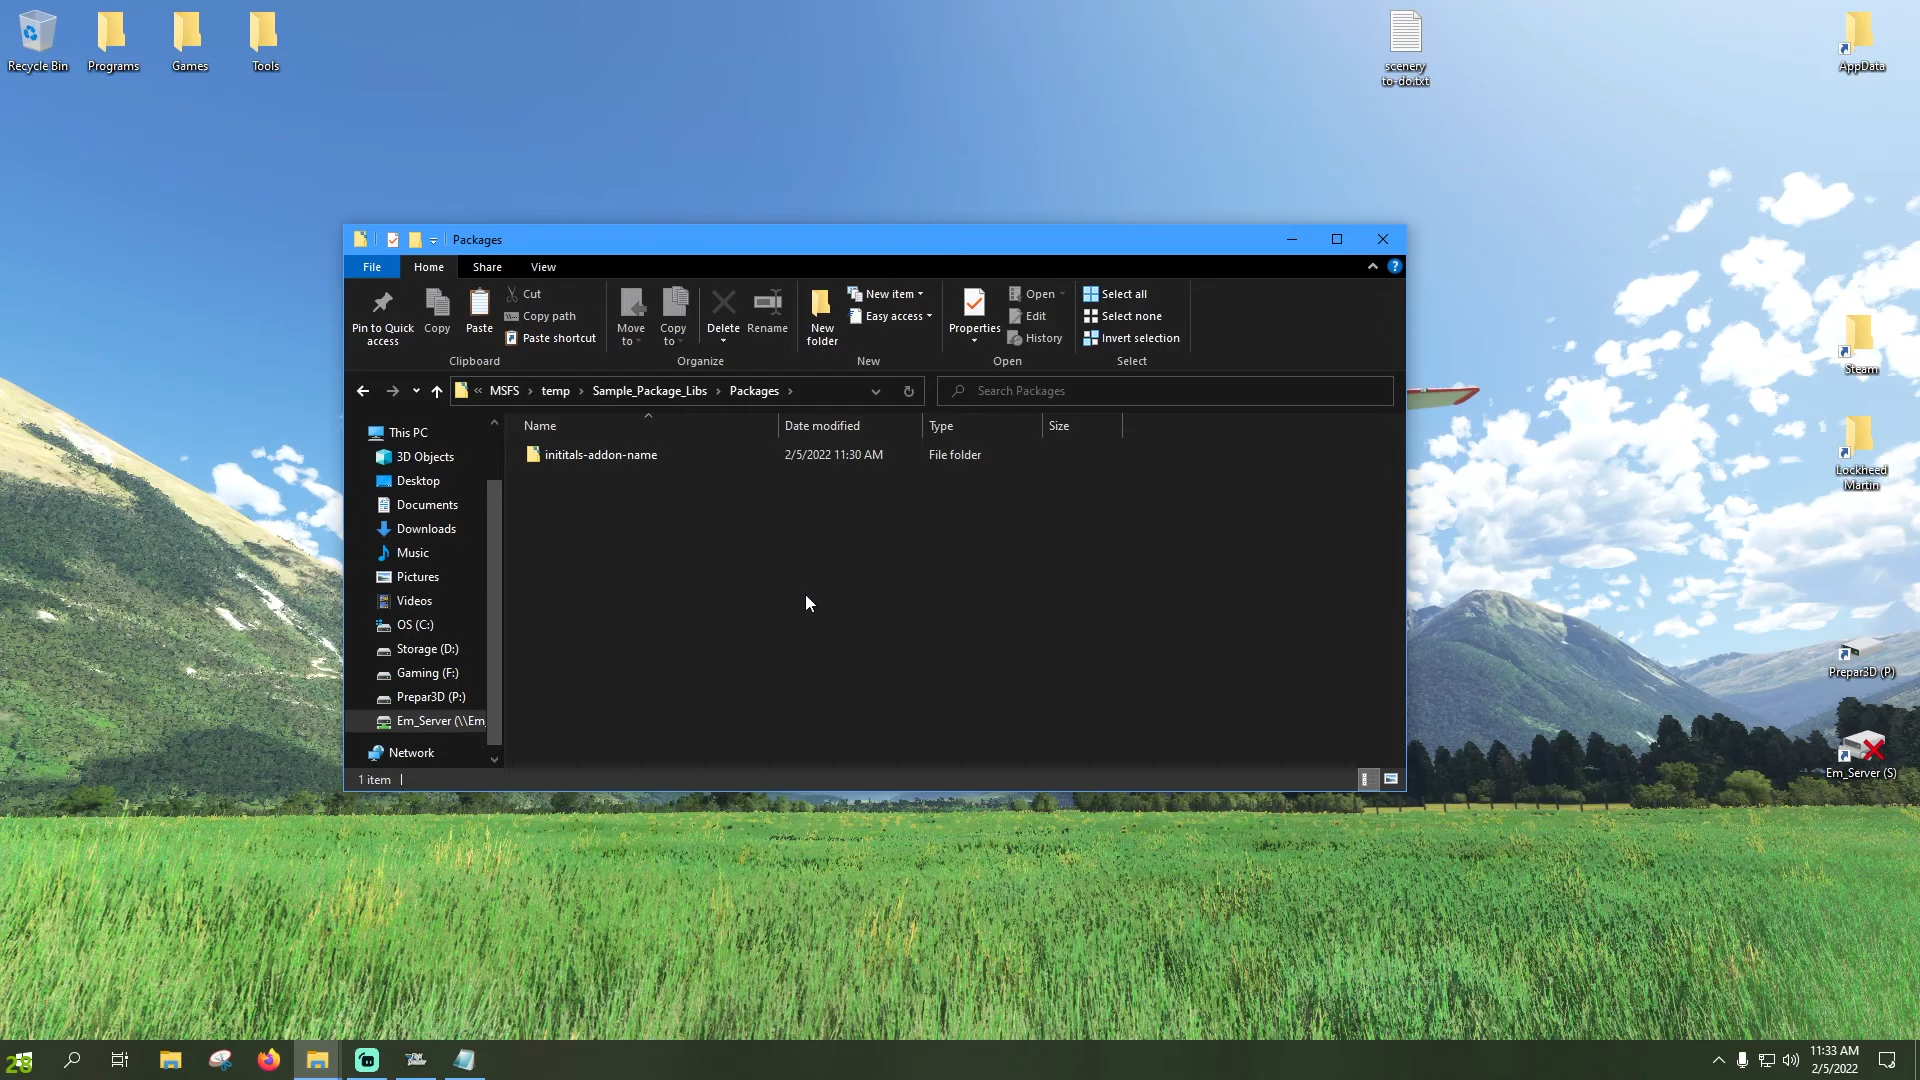 Recycle Bin
Programs
Games
Tools
scenery
to-do.txt
AppData
Packages
File
Home
Share
View
Pin to Quick
access
Copy
Paste
Cut
Copy path
Paste shortcut
Clipboard
Move
to
Copy
to
Delete
Rename
Organize
New
folder
New item
Easy access
New
Properties
Open
Edit
History
Open
Select all
Select none
Invert selection
Select
« MSFS › temp › Sample_Package_Libs › Packages ›
Search Packages
Name
Date modified
Type
Size
inititals-addon-name
2/5/2022 11:30 AM
File folder
This PC
3D Objects
Desktop
Documents
Downloads
Music
Pictures
Videos
OS (C:)
Storage (D:)
Gaming (F:)
Prepar3D (P:)
Em_Server (\\Em_
Network
1 item
Steam
Lockheed
Martin
Prepar3D (P)
Em_Server (S)
28
11:33 AM
2/5/2022